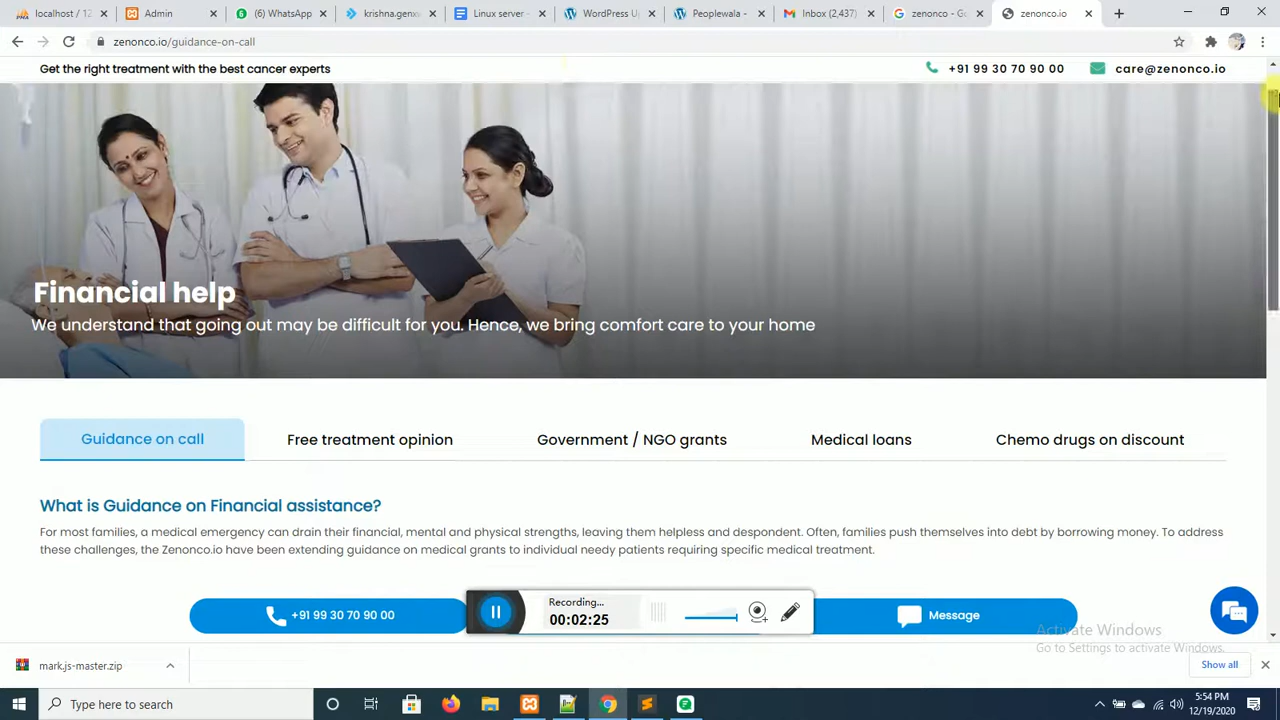 localhost / 12
Admin
(6) WhatsApp
krishna.genx
Linux server -
WordPress U
Peoplewala -
Inbox (2,437)
zenonco - Go
zenonco.io
zenonco.io/guidance-on-call
Get the right treatment with the best cancer experts
+91 99 30 70 90 00
care@zenonco.io
Financial help
We understand that going out may be difficult for you. Hence, we bring comfort care to your home
Guidance on call
Free treatment opinion
Government / NGO grants
Medical loans
Chemo drugs on discount
What is Guidance on Financial assistance?
For most families, a medical emergency can drain their financial, mental and physical strengths, leaving them helpless and despondent. Often, families push themselves into debt by borrowing money. To address
these challenges, the Zenonco.io have been extending guidance on medical grants to individual needy patients requiring specific medical treatment.
+91 99 30 70 90 00
Recording...
00:02:25
Message
Activate Windows
Go to Settings to activate Windows.
mark.js-master.zip
Show all
Type here to search
5:54 PM
12/19/2020